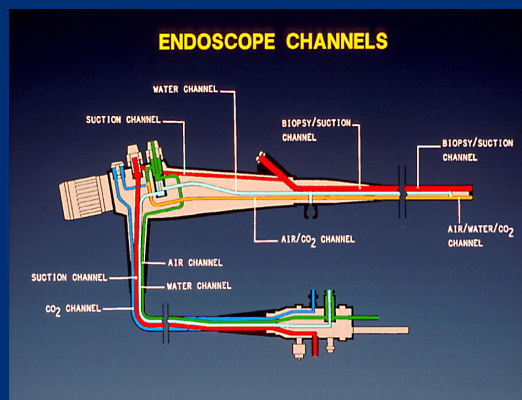 ENDOSCOPE CHANNELS
WATER CHANNEL
SUCTION CHANNEL
BIOPSY/SUCTION
CHANNEL
BIOPSY/SUCTION
CHANNEL
AIR/WATER/CO2
CHANNEL
AIR/CO2 CHANNEL
AIR CHANNEL
SUCTION CHANNEL
WATER CHANNEL
CO2 CHANNEL